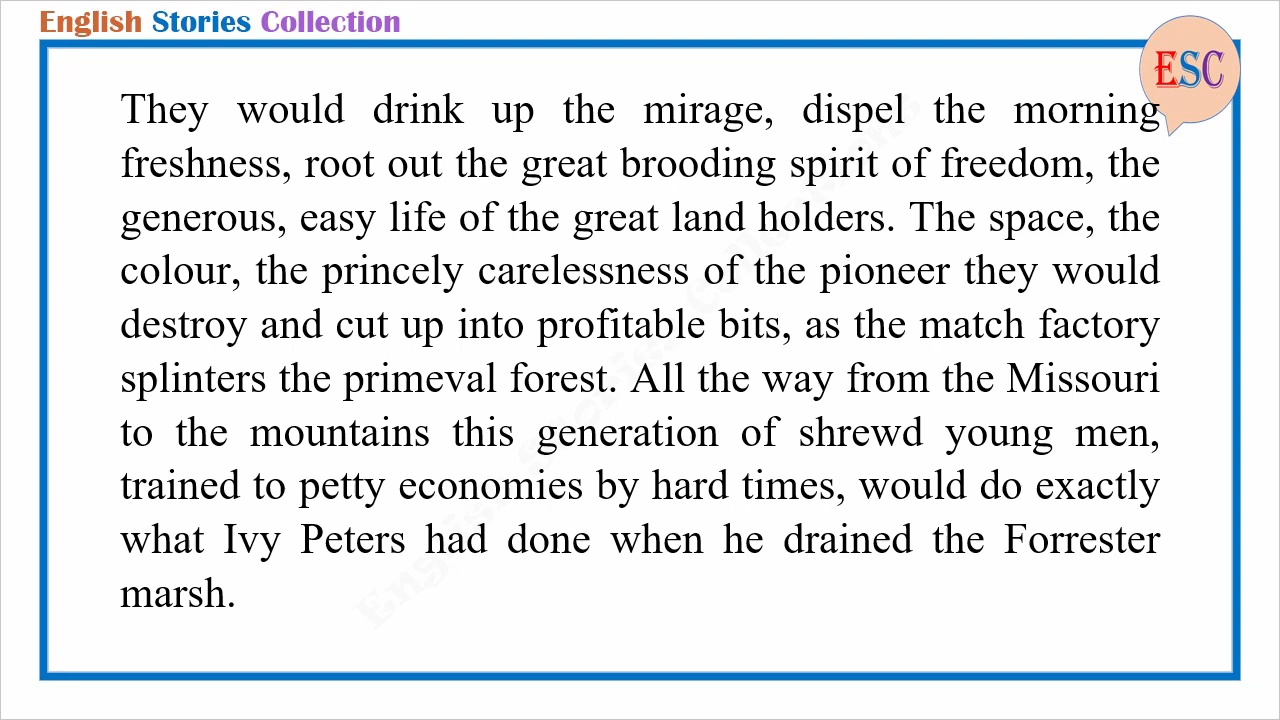 English Stories Collection
ESC
They would drink up the mirage, dispel the morning
freshness, root out the great brooding spirit of freedom, the
generous, easy life of the great land holders. The space, the
colour, the princely carelessness of the pioneer they would
destroy and cut up into profitable bits, as the match factory
splinters the primeval forest. All the way from the Missouri
to the mountains this generation of shrewd young men,
trained to petty economies by hard times, would do exactly
what Ivy Peters had done when he drained the Forrester
marsh.